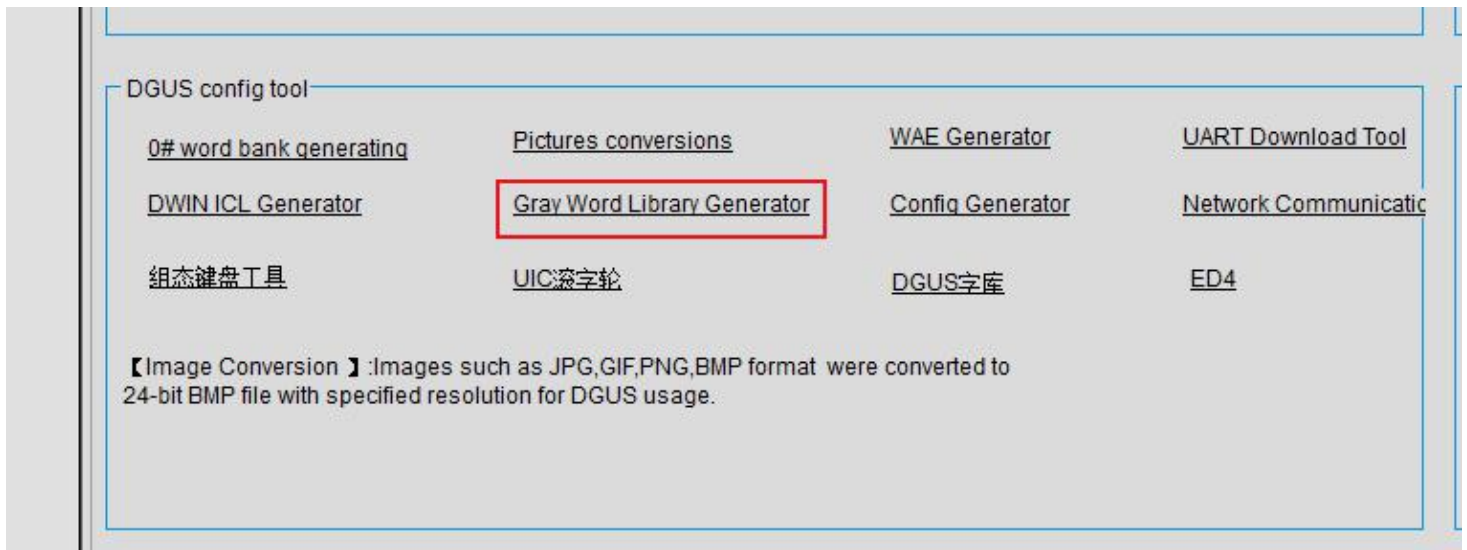 DGUS config tool
0# word bank generating Pictures conversions WAE Generator UART Download Tool
DWIN ICL Generator Gray Word Library Generator Config Generator Network Communicatic
组态键盘工具 UIC滚字轮 DGUS字库 ED4
【Image Conversion 】:Images such as JPG,GIF,PNG,BMP format were converted to
24-bit BMP file with specified resolution for DGUS usage.